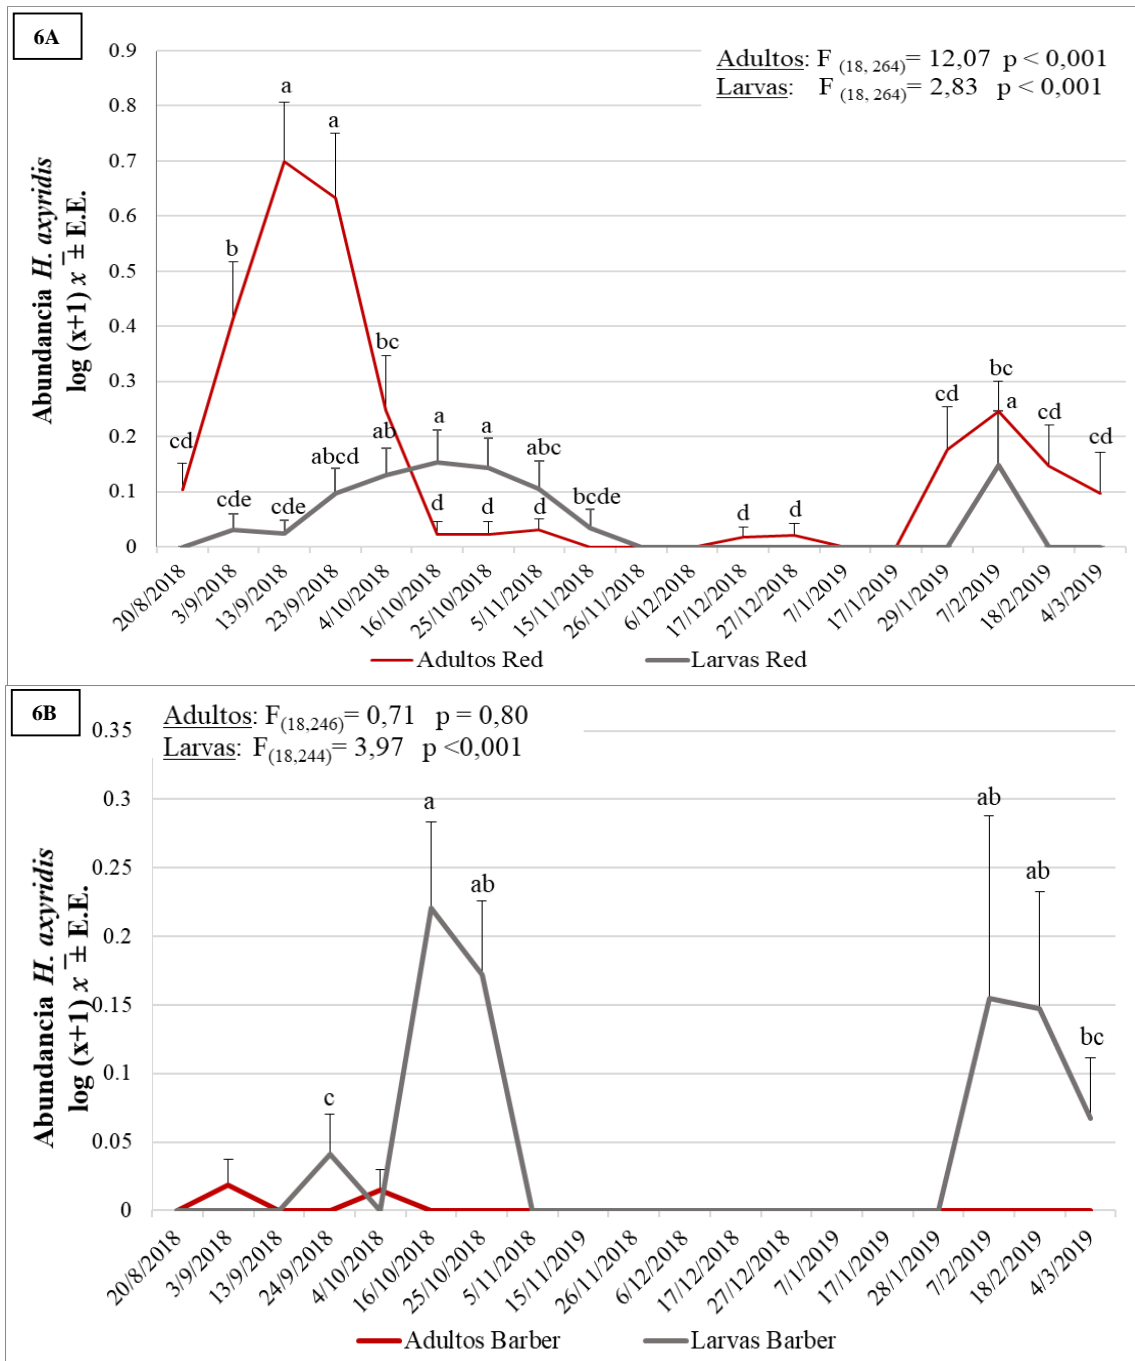 6A
Adultos: F (18, 264)= 12,07 p < 0,001
Larvas: F (18, 264)= 2,83 p < 0,001
Abundancia H. axyridis
log (x+1) x̄ ± E.E.
0.9
0.8
0.7
0.6
0.5
0.4
0.3
0.2
0.1
0
a
a
b
bc
bc
cd
cd
a
cd
cd
cd
ab
a
a
abcd
abc
cde
cde
bcde
d
d
d
d
d
20/8/2018
3/9/2018
13/9/2018
23/9/2018
4/10/2018
16/10/2018
25/10/2018
5/11/2018
15/11/2018
26/11/2018
6/12/2018
17/12/2018
27/12/2018
7/1/2019
17/1/2019
29/1/2019
7/2/2019
18/2/2019
4/3/2019
Adultos Red
Larvas Red
6B
Adultos: F(18,246)= 0,71 p = 0,80
Larvas: F(18,244)= 3,97 p <0,001
Abundancia H. axyridis
log (x+1) x̄ ± E.E.
0.35
0.3
0.25
0.2
0.15
0.1
0.05
0
a
ab
ab
ab
bc
c
20/8/2018
3/9/2018
13/9/2018
24/9/2018
4/10/2018
16/10/2018
25/10/2018
5/11/2018
15/11/2019
26/11/2018
6/12/2018
17/12/2018
27/12/2018
7/1/2019
17/1/2019
28/1/2019
7/2/2019
18/2/2019
4/3/2019
Adultos Barber
Larvas Barber